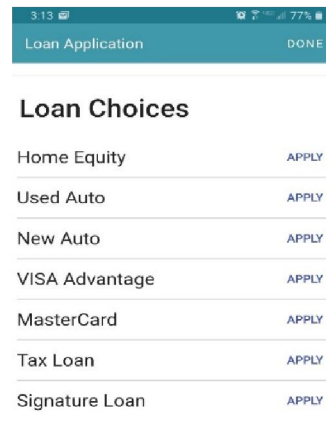 3:13 77%
Loan Application DONE
Loan Choices
Home Equity APPLY
Used Auto APPLY
New Auto APPLY
VISA Advantage APPLY
MasterCard APPLY
Tax Loan APPLY
Signature Loan APPLY